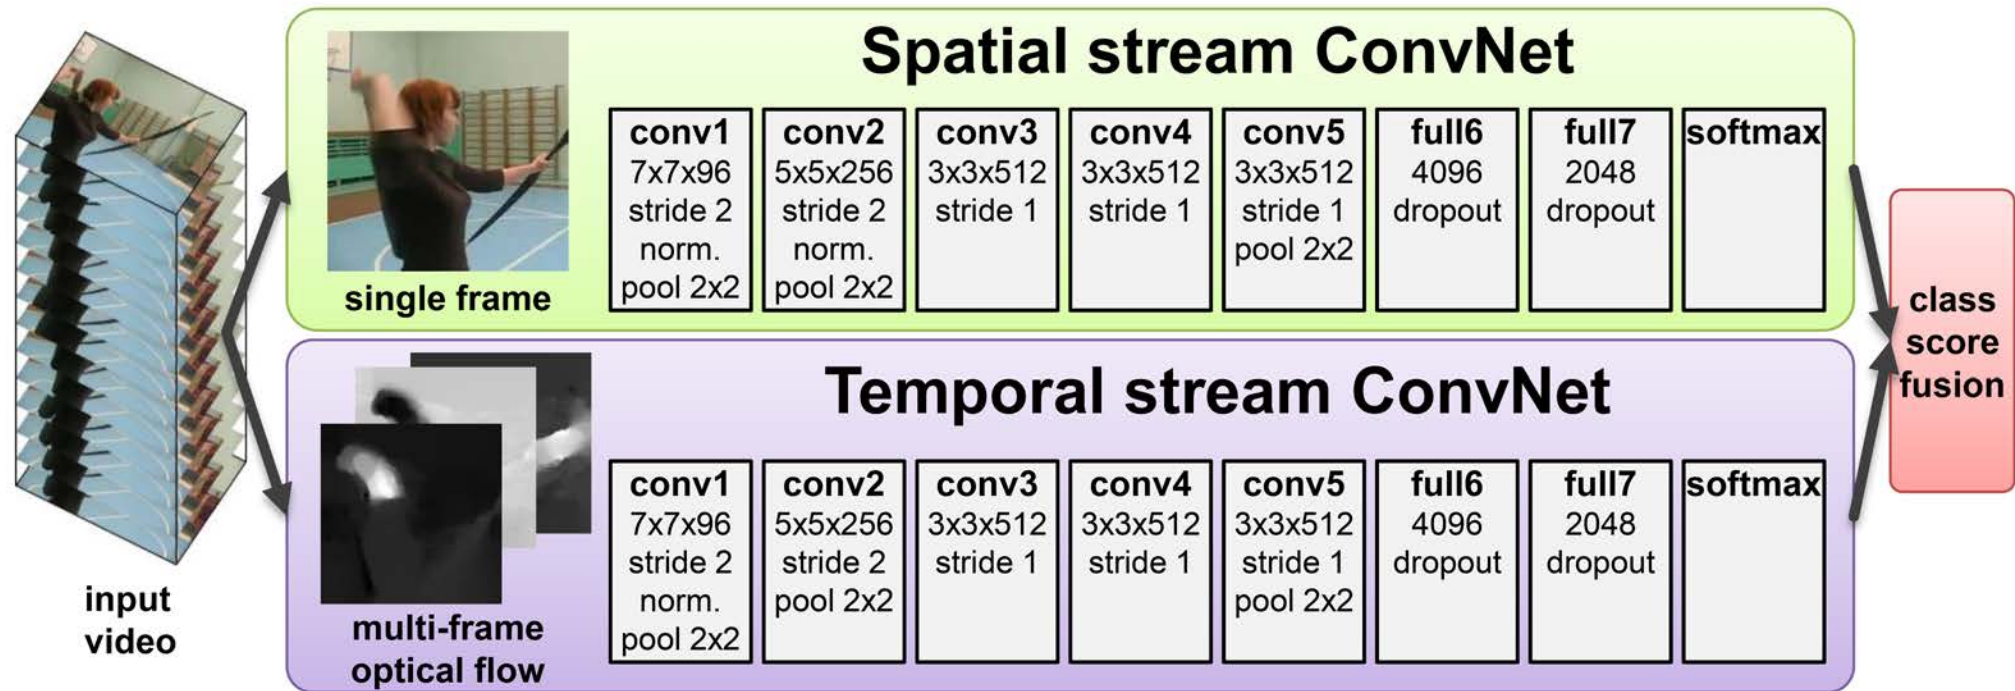 Spatial stream ConvNet
single frame
conv1
7x7x96
stride 2
norm.
pool 2x2
conv2
5x5x256
stride 2
norm.
pool 2x2
conv3
3x3x512
stride 1
conv4
3x3x512
stride 1
conv5
3x3x512
stride 1
pool 2x2
full6
4096
dropout
full7
2048
dropout
softmax
Temporal stream ConvNet
multi-frame
optical flow
conv1
7x7x96
stride 2
norm.
pool 2x2
conv2
5x5x256
stride 2
pool 2x2
conv3
3x3x512
stride 1
conv4
3x3x512
stride 1
conv5
3x3x512
stride 1
pool 2x2
full6
4096
dropout
full7
2048
dropout
softmax
input
video
class
score
fusion